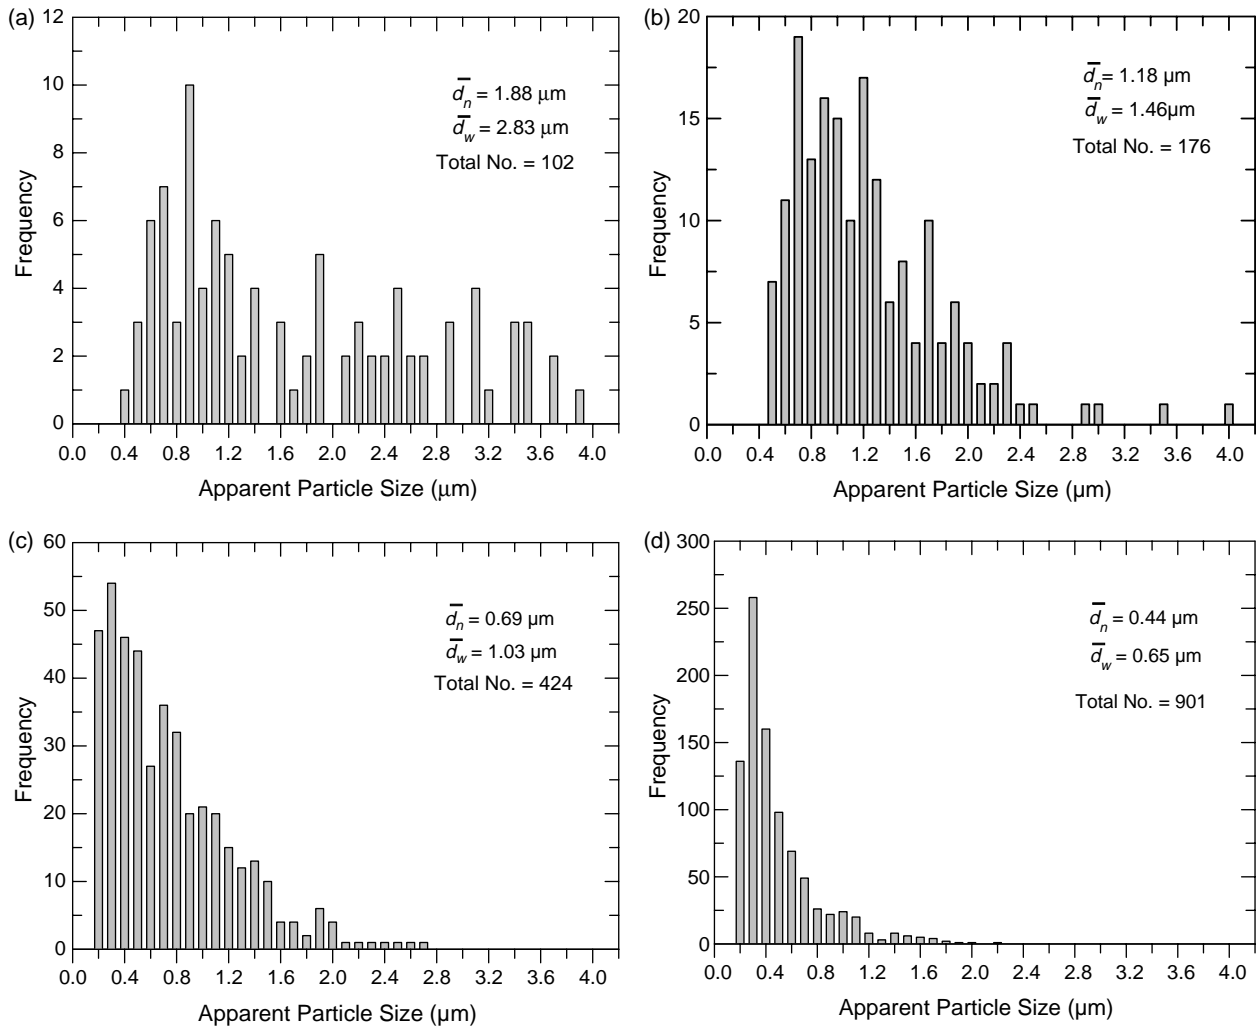 (a)
12
10
8
6
4
2
0
Frequency
d̅n = 1.88 μm
d̅w = 2.83 μm
Total No. = 102
0.0 0.4 0.8 1.2 1.6 2.0 2.4 2.8 3.2 3.6 4.0
Apparent Particle Size (μm)
(b)
20
15
10
5
0
Frequency
d̅n= 1.18 μm
d̅w = 1.46μm
Total No. = 176
0.0 0.4 0.8 1.2 1.6 2.0 2.4 2.8 3.2 3.6 4.0
Apparent Particle Size (μm)
(c)
60
50
40
30
20
10
0
Frequency
d̅n = 0.69 μm
d̅w = 1.03 μm
Total No. = 424
0.0 0.4 0.8 1.2 1.6 2.0 2.4 2.8 3.2 3.6 4.0
Apparent Particle Size (μm)
(d)
300
250
200
150
100
50
0
Frequency
d̅n = 0.44 μm
d̅w = 0.65 μm
Total No. = 901
0.0 0.4 0.8 1.2 1.6 2.0 2.4 2.8 3.2 3.6 4.0
Apparent Particle Size (μm)